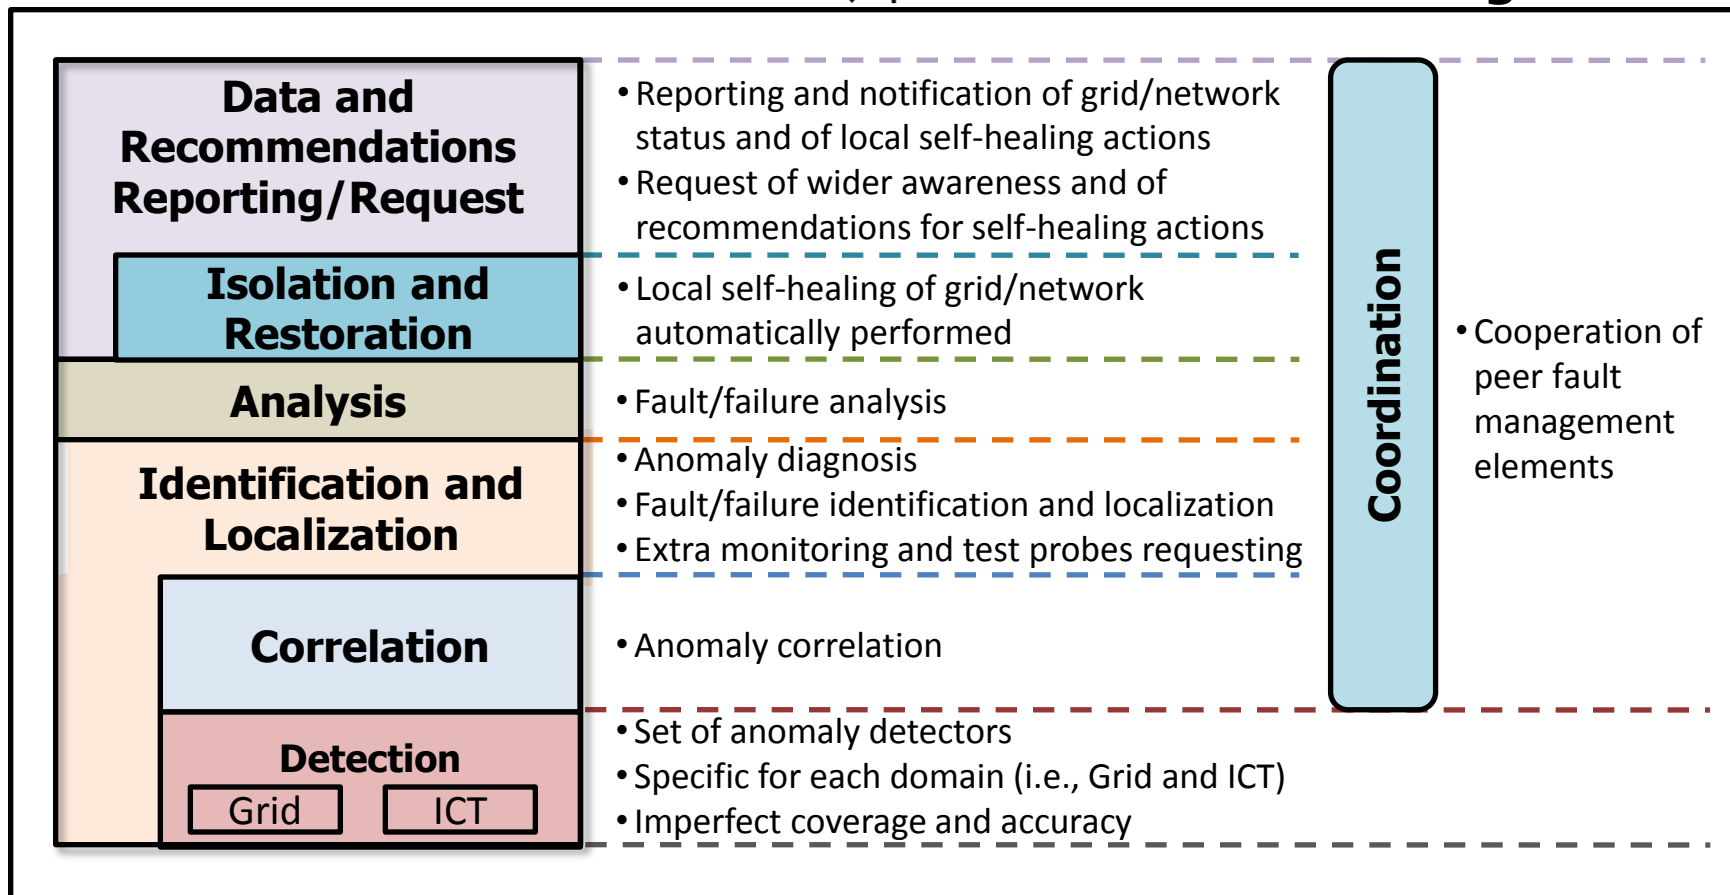 Data and
Recommendations
Reporting/Request
• Reporting and notification of grid/network
status and of local self-healing actions
• Request of wider awareness and of
recommendations for self-healing actions
Isolation and
Restoration
• Local self-healing of grid/network
automatically performed
Analysis
• Fault/failure analysis
Identification and
Localization
• Anomaly diagnosis
• Fault/failure identification and localization
• Extra monitoring and test probes requesting
Correlation
• Anomaly correlation
Detection
Grid
ICT
• Set of anomaly detectors
• Specific for each domain (i.e., Grid and ICT)
• Imperfect coverage and accuracy
Coordination
• Cooperation of
peer fault
management
elements